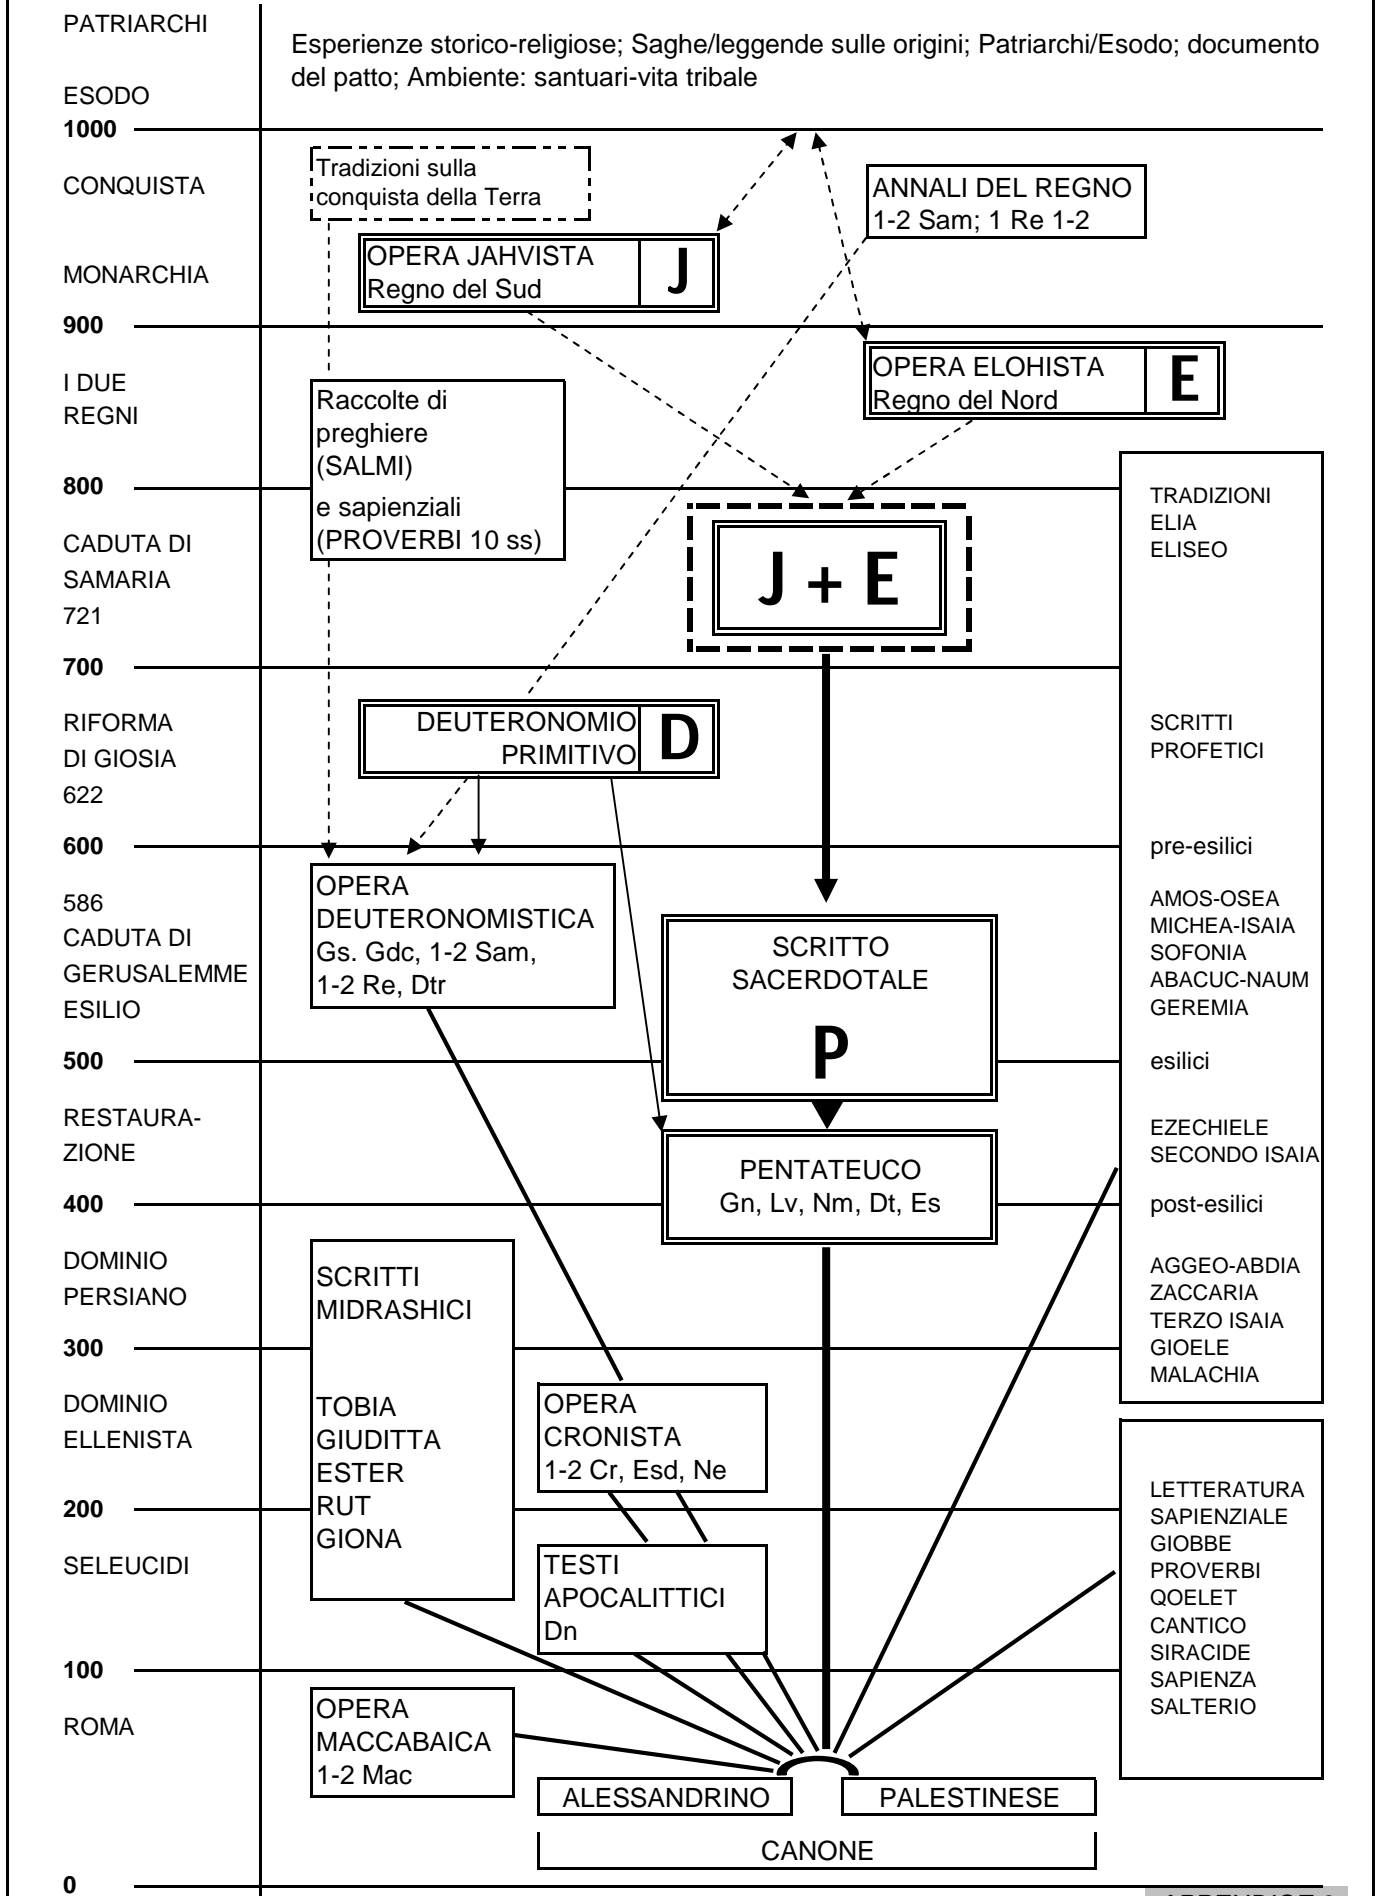 PATRIARCHI
Esperienze storico-religiose; Saghe/leggende sulle origini; Patriarchi/Esodo; documento
del patto; Ambiente: santuari-vita tribale
ESODO
1000
CONQUISTA
Tradizioni sulla
conquista della Terra
ANNALI DEL REGNO
1-2 Sam; 1 Re 1-2
OPERA JAHVISTA
Regno del Sud
J
MONARCHIA
900
OPERA ELOHISTA
Regno del Nord
E
I DUE
REGNI
Raccolte di
preghiere
(SALMI)
e sapienziali
(PROVERBI 10 ss)
800
TRADIZIONI
ELIA
ELISEO
J + E
CADUTA DI
SAMARIA
721
700
DEUTERONOMIO
PRIMITIVO
D
SCRITTI
PROFETICI
RIFORMA
DI GIOSIA
622
600
pre-esilici
OPERA
DEUTERONOMISTICA
Gs. Gdc, 1-2 Sam,
1-2 Re, Dtr
586
CADUTA DI
GERUSALEMME
ESILIO
SCRITTO
SACERDOTALE
P
AMOS-OSEA
MICHEA-ISAIA
SOFONIA
ABACUC-NAUM
GEREMIA
500
esilici
RESTAURA-
ZIONE
PENTATEUCO
Gn, Lv, Nm, Dt, Es
EZECHIELE
SECONDO ISAIA
400
post-esilici
DOMINIO
PERSIANO
SCRITTI
MIDRASHICI
AGGEO-ABDIA
ZACCARIA
TERZO ISAIA
GIOELE
MALACHIA
300
DOMINIO
ELLENISTA
TOBIA
GIUDITTA
ESTER
RUT
GIONA
OPERA
CRONISTA
1-2 Cr, Esd, Ne
200
LETTERATURA
SAPIENZIALE
GIOBBE
PROVERBI
QOELET
CANTICO
SIRACIDE
SAPIENZA
SALTERIO
SELEUCIDI
TESTI
APOCALITTICI
Dn
100
ROMA
OPERA
MACCABAICA
1-2 Mac
ALESSANDRINO
PALESTINESE
CANONE
0